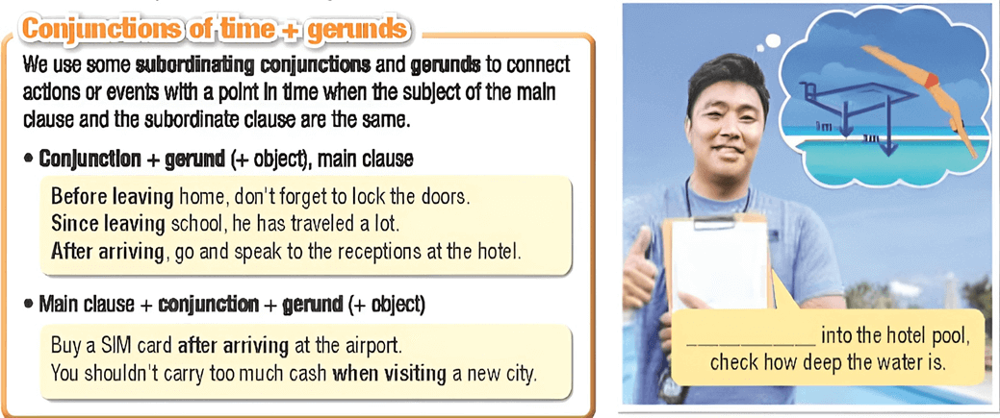 Conjunctions of time + gerunds
We use some subordinating conjunctions and gerunds to connect
actions or events with a point in time when the subject of the main
clause and the subordinate clause are the same.
• Conjunction + gerund (+ object), main clause
Before leaving home, don't forget to lock the doors.
Since leaving school, he has traveled a lot.
After arriving, go and speak to the receptions at the hotel.
• Main clause + conjunction + gerund (+ object)
Buy a SIM card after arriving at the airport.
You shouldn't carry too much cash when visiting a new city.
_________ into the hotel pool,
check how deep the water is.